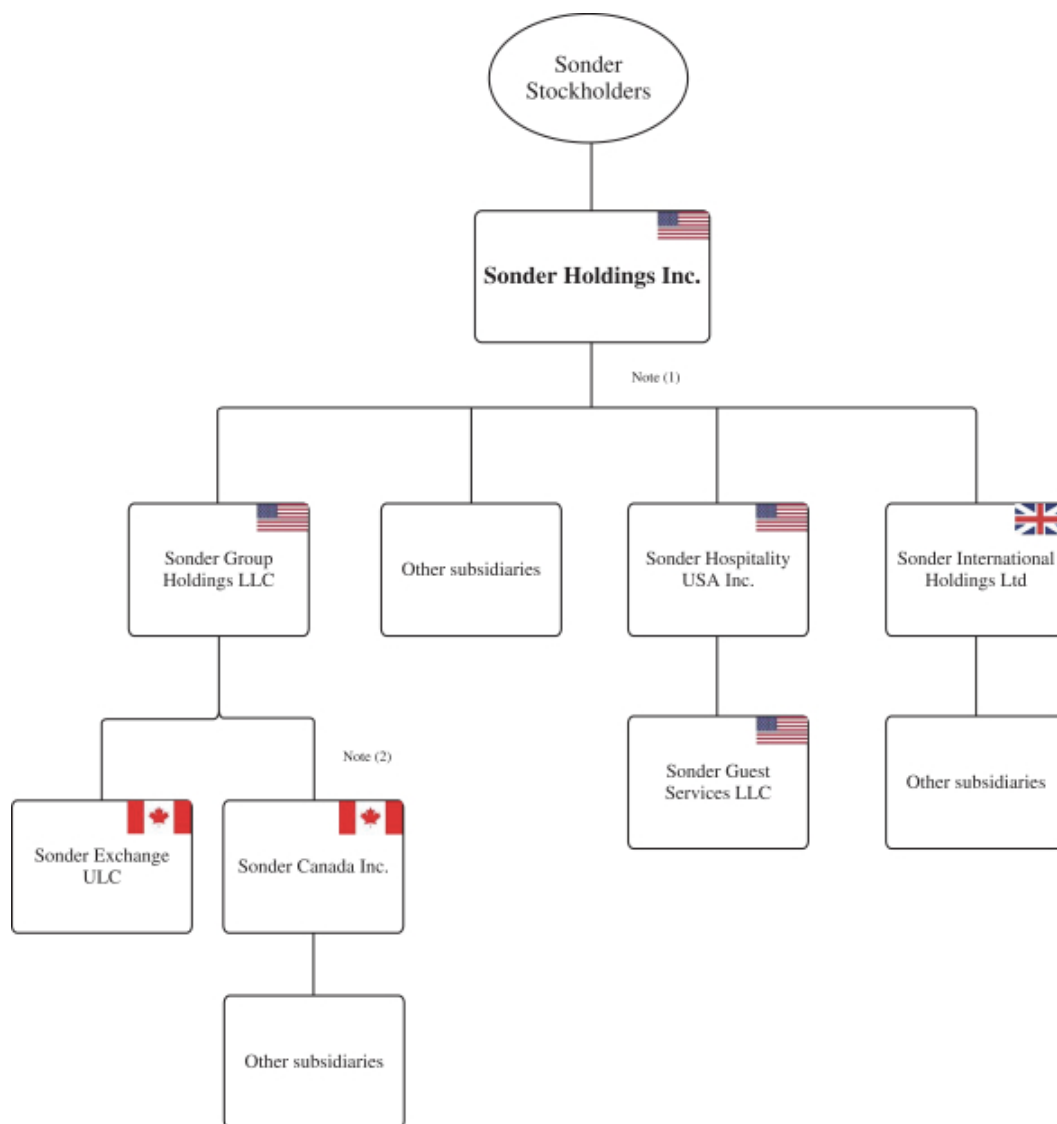 Sonder
Stockholders
Sonder Holdings Inc.
Note (1)
Sonder Group
Holdings LLC
Other subsidiaries
Sonder Hospitality
USA Inc.
Sonder International
Holdings Ltd
Sonder Guest
Services LLC
Other subsidiaries
Note (2)
Sonder Exchange
ULC
Sonder Canada Inc.
Other subsidiaries